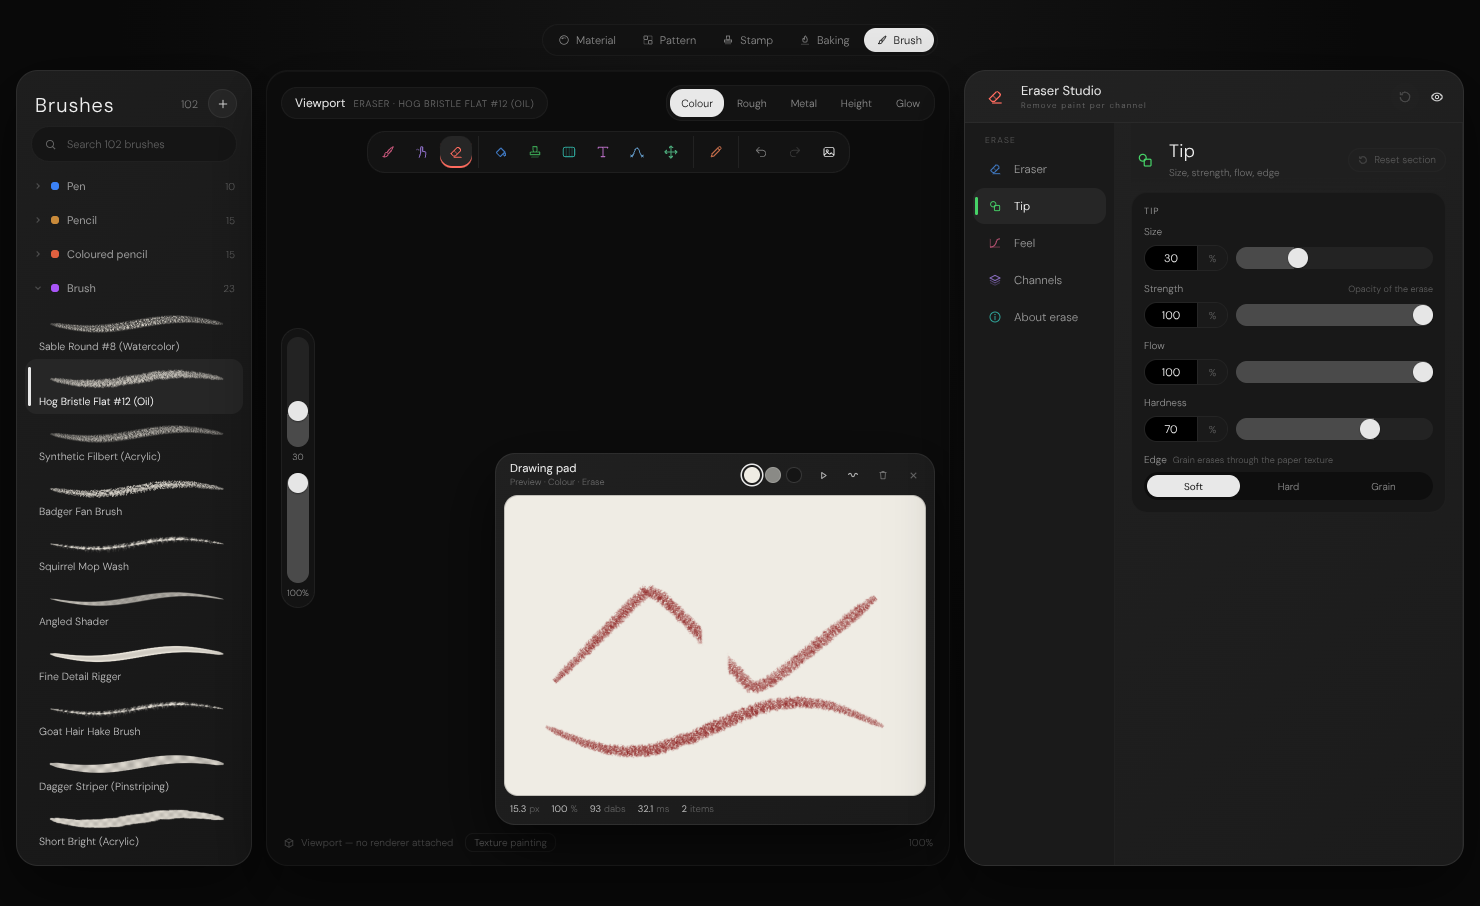 Material
Pattern
Stamp
Baking
Brush
Brushes
102
Search 102 brushes
Pen
10
Pencil
15
Coloured pencil
15
Brush
23
Sable Round #8 (Watercolor)
Hog Bristle Flat #12 (Oil)
Synthetic Filbert (Acrylic)
Badger Fan Brush
Squirrel Mop Wash
Angled Shader
Fine Detail Rigger
Goat Hair Hake Brush
Dagger Striper (Pinstriping)
Short Bright (Acrylic)
Viewport ERASER · HOG BRISTLE FLAT #12 (OIL)
Colour
Rough
Metal
Height
Glow
30
100%
Drawing pad
Preview · Colour · Erase
15.3 px 100 % 93 dabs 32.1 ms 2 items
Viewport — no renderer attached
Texture painting
100%
Eraser Studio
Remove paint per channel
ERASE
Eraser
Tip
Feel
Channels
About erase
Tip
Size, strength, flow, edge
Reset section
TIP
Size
30 %
Strength
Opacity of the erase
100 %
Flow
100 %
Hardness
70 %
Edge Grain erases through the paper texture
Soft
Hard
Grain